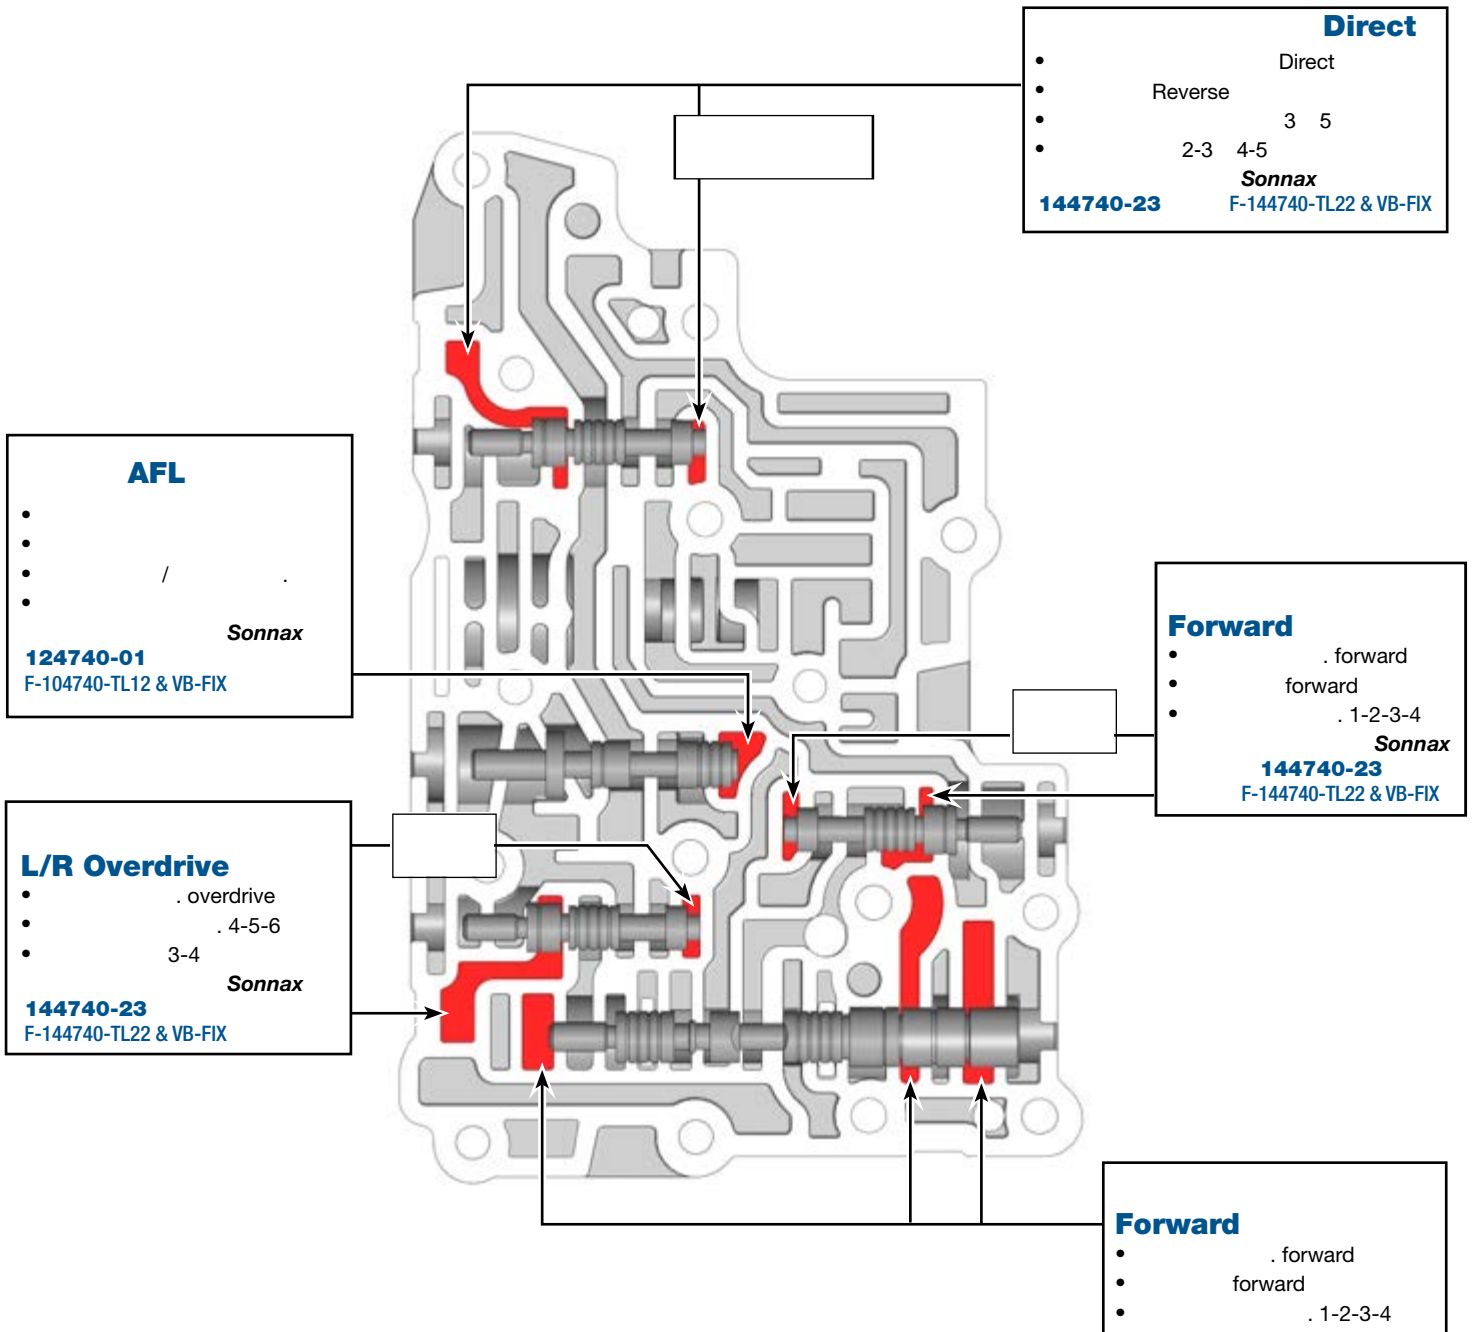 Direct
• Direct
• Reverse
• 3 5
• 2-3 4-5
Sonnax
144740-23 F-144740-TL22 & VB-FIX
AFL
•
•
• / .
•
Sonnax
124740-01
F-104740-TL12 & VB-FIX
Forward
• . forward
• forward
• . 1-2-3-4
Sonnax
144740-23
F-144740-TL22 & VB-FIX
L/R Overdrive
• . overdrive
• . 4-5-6
• 3-4
Sonnax
144740-23
F-144740-TL22 & VB-FIX
Forward
• . forward
• forward
• . 1-2-3-4